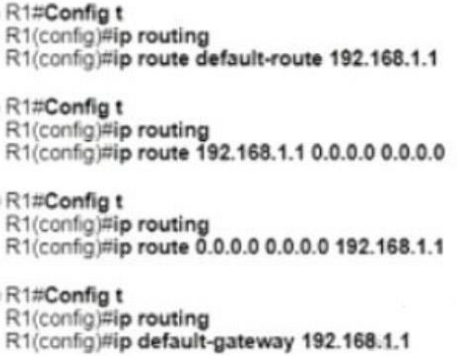 R1#Config t
R1(config)#ip routing
R1(config)#ip route default-route 192.168.1.1
R1#Config t
R1(config)#ip routing
R1(config)#ip route 192.168.1.1 0.0.0.0 0.0.0.0
R1#Config t
R1(config)#ip routing
R1(config)#ip route 0.0.0.0 0.0.0.0 192.168.1.1
R1#Config t
R1(config)#ip routing
R1(config)#ip default-gateway 192.168.1.1